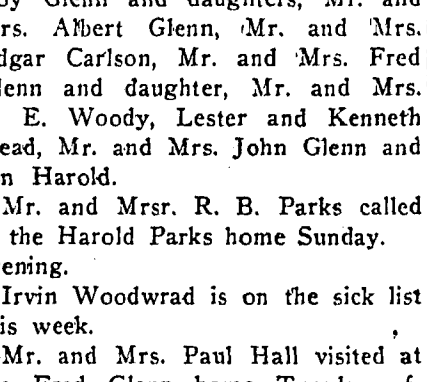 by Glenn and daughters, Mr. and
rs. Albert Glenn, Mr. and Mrs.
dgar Carlson, Mr. and Mrs. Fred
lenn and daughter, Mr. and Mrs.
E. Woody, Lester and Kenneth
ead, Mr. and Mrs. John Glenn and
n Harold.
Mr. and Mrsr. R. B. Parks called
the Harold Parks home Sunday.
ening.
Irvin Woodwrad is on the sick list
is week.
Mr. and Mrs. Paul Hall visited at
Fred Glenn home